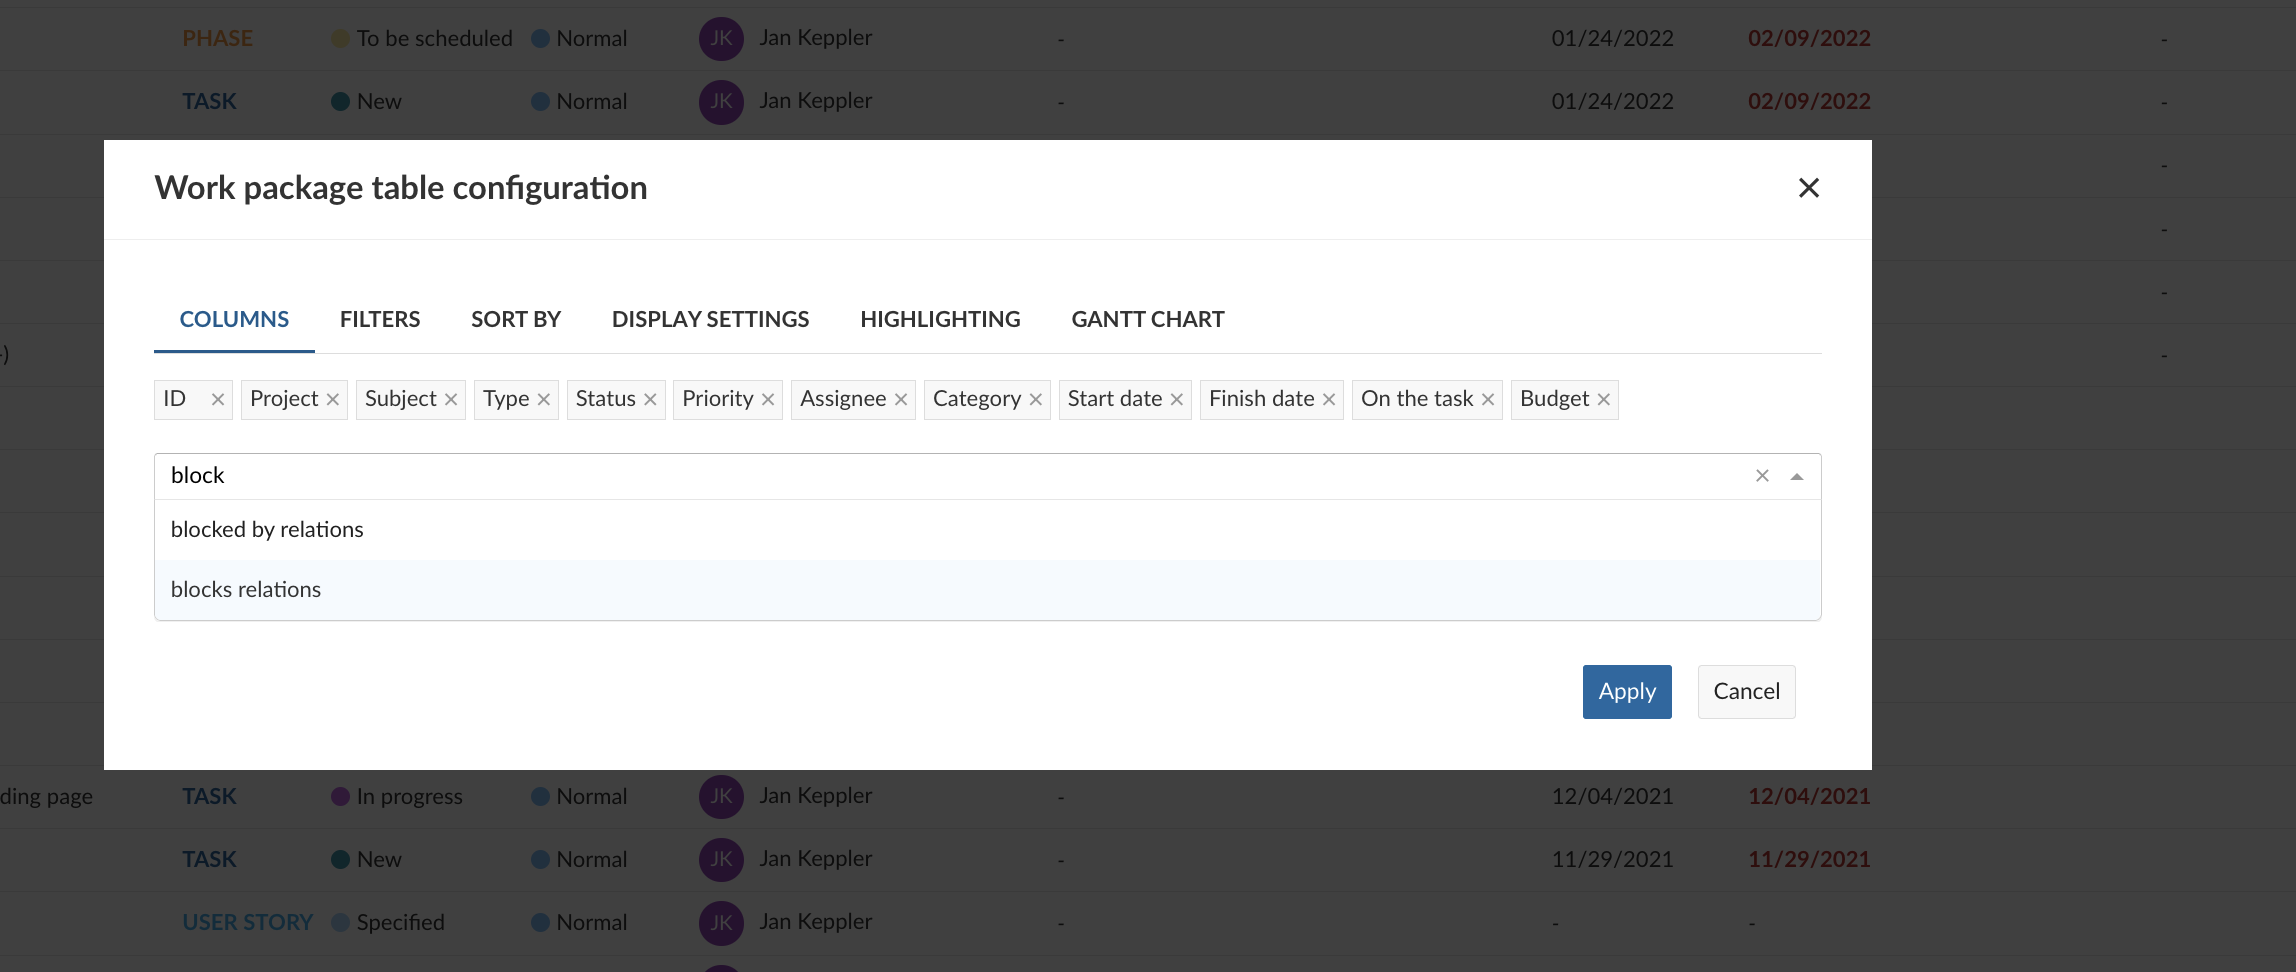 PHASE To be scheduled Normal JK Jan Keppler - 01/24/2022 02/09/2022 -
TASK New Normal JK Jan Keppler - 01/24/2022 02/09/2022 -
-
Work package table configuration
-
-
COLUMNS FILTERS SORT BY DISPLAY SETTINGS HIGHLIGHTING GANTT CHART
-
ID Project Subject Type Status Priority Assignee Category Start date Finish date On the task Budget
block
blocked by relations
blocks relations
Apply Cancel
ding page TASK In progress Normal JK Jan Keppler - 12/04/2021 12/04/2021
TASK New Normal JK Jan Keppler - 11/29/2021 11/29/2021
USER STORY Specified Normal JK Jan Keppler - - -